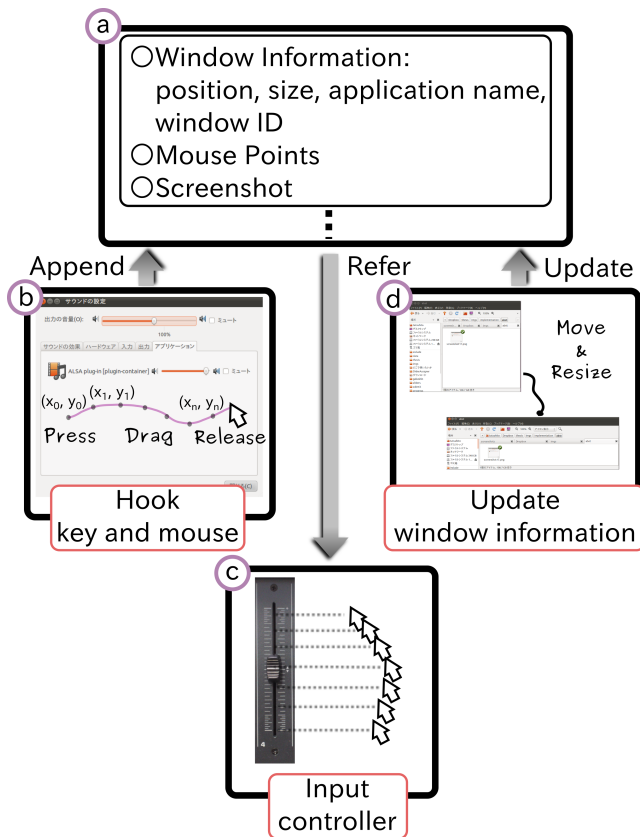 a
○Window Information:
position, size, application name,
window ID
○Mouse Points
○Screenshot
Append
Refer
Update
b
サウンドの設定
出力の音量(O):
ミュート
100%
サウンドの効果 ハードウェア 入力 出力 アプリケーション
ALSA plug-in [plugin-container]
ミュート
(x0, y0)
(x1, y1)
(xn, yn)
Press
Drag
Release
Hook
key and mouse
d
Move
&
Resize
Update
window information
c
4
Input
controller